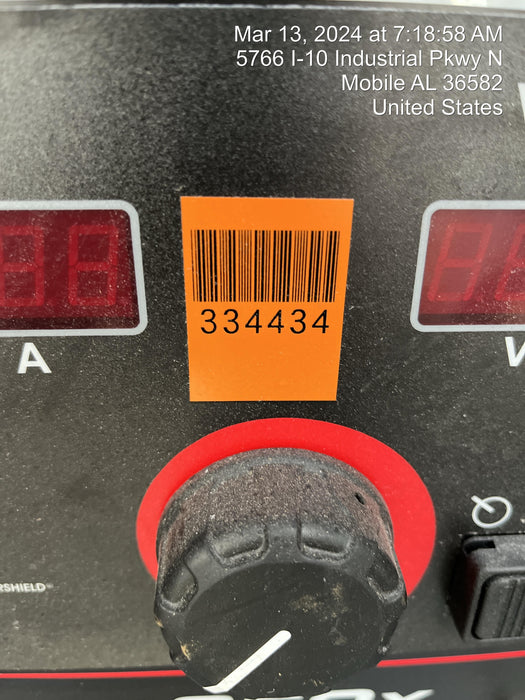 Mar 13, 2024 at 7:18:58 AM
5766 I-10 Industrial Pkwy N
Mobile AL 36582
United States
334434
A
V